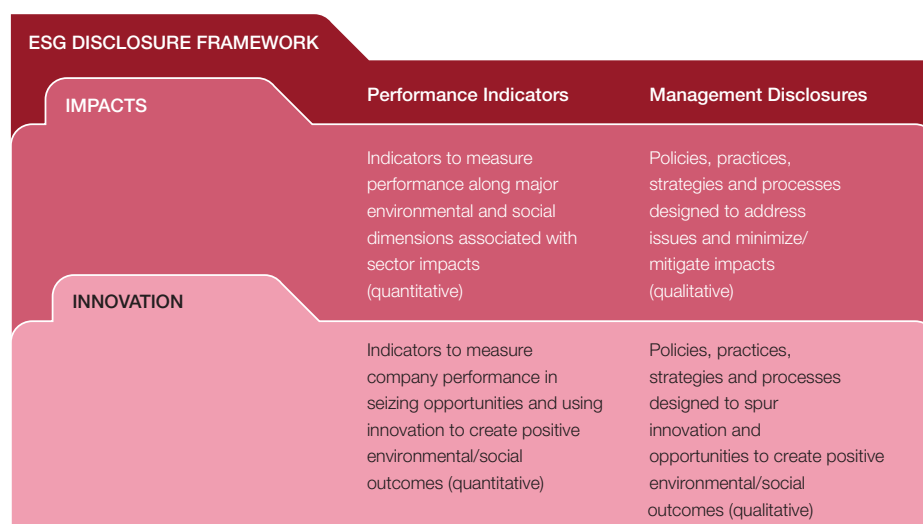 ESG DISCLOSURE FRAMEWORK
IMPACTS
Performance Indicators
Management Disclosures
Indicators to measure
performance along major
environmental and social
dimensions associated with
sector impacts
(quantitative)
Policies, practices,
strategies and processes
designed to address
issues and minimize/
mitigate impacts
(qualitative)
INNOVATION
Indicators to measure
company performance in
seizing opportunities and using
innovation to create positive
environmental/social
outcomes (quantitative)
Policies, practices,
strategies and processes
designed to spur
innovation and
opportunities to create positive
environmental/social
outcomes (qualitative)